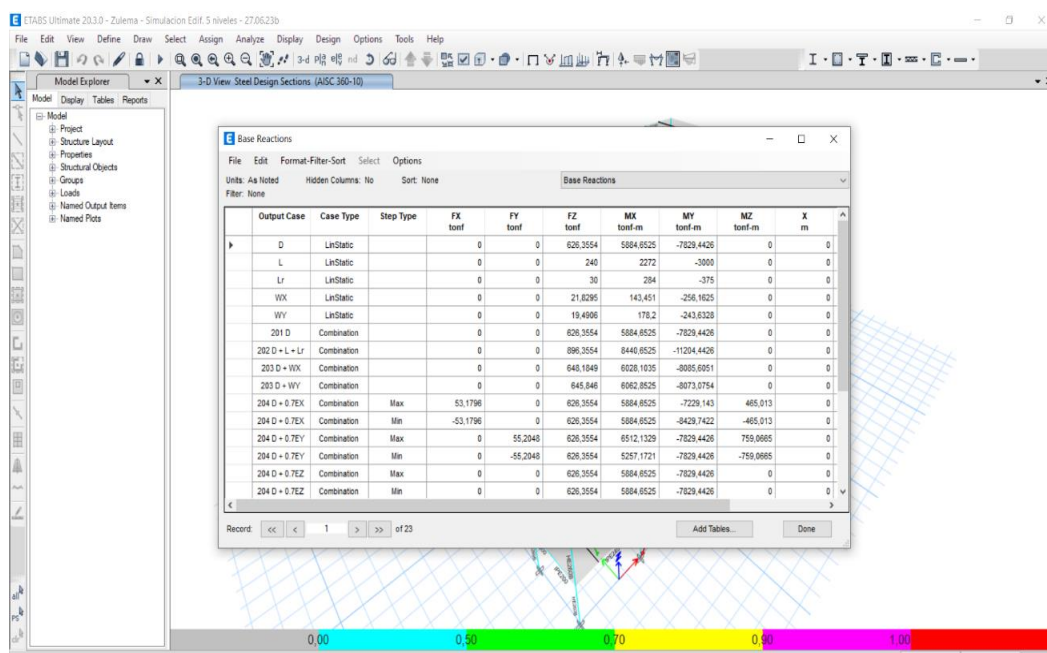 ETABS Ultimate 20.3.0 - Zulema - Simulacion Edif. 5 niveles - 27.06.23b
File Edit View Define Draw Select Assign Analyze Display Design Options Tools Help
3-d nd
Model Explorer
3-D View Steel Design Sections (AISC 360-10)
Model Display Tables Reports
Model
Project
Structure Layout
Properties
Structural Objects
Groups
Loads
Named Output Items
Named Plots
Base Reactions
File Edit Format-Filter-Sort Select Options
Units: As Noted Hidden Columns: No Sort: None Base Reactions
Filter: None
Output Case Case Type Step Type FX tonf FY tonf FZ tonf MX tonf-m MY tonf-m MZ tonf-m X m
D LinStatic 0 0 626,3554 5884,6525 -7829,4426 0 0
L LinStatic 0 0 240 2272 -3000 0 0
Lr LinStatic 0 0 30 284 -375 0 0
WX LinStatic 0 0 21,8295 143,451 -256,1625 0 0
WY LinStatic 0 0 19,4906 178,2 -243,6328 0 0
201 D Combination 0 0 626,3554 5884,6525 -7829,4426 0 0
202 D + L + Lr Combination 0 0 896,3554 8440,6525 -11204,4426 0 0
203 D + WX Combination 0 0 648,1849 6028,1035 -8085,6051 0 0
203 D + WY Combination 0 0 645,846 6062,8525 -8073,0754 0 0
204 D + 0.7EX Combination Max 53,1796 0 626,3554 5884,6525 -7229,143 465,013 0
204 D + 0.7EX Combination Min -53,1796 0 626,3554 5884,6525 -8429,7422 -465,013 0
204 D + 0.7EY Combination Max 0 55,2048 626,3554 6512,1329 -7829,4426 759,0665 0
204 D + 0.7EY Combination Min 0 -55,2048 626,3554 5257,1721 -7829,4426 -759,0665 0
204 D + 0.7EZ Combination Max 0 0 626,3554 5884,6525 -7829,4426 0 0
204 D + 0.7EZ Combination Min 0 0 626,3554 5884,6525 -7829,4426 0 0
Record: << < 1 > >> of 23 Add Tables... Done
all
PS
clr
0,00 0,50 0,70 0,90 1,00